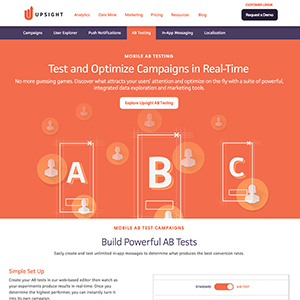 CUSTOMER LOGIN
UPSIGHT
Analytics Data Mine Marketing Pricing Company Blog Request a Demo
Campaigns User Explorer Push Notifications AB Testing In-App Messaging Localization
MOBILE AB TESTING
Test and Optimize Campaigns in Real-Time
No more guessing games. Discover what attracts your users' attention and optimize on the fly with a suite of powerful,
integrated data exploration and marketing tools.
Explore Upsight AB Testing
A B C
MOBILE AB TEST CAMPAIGNS
Build Powerful AB Tests
Easily create and test unlimited in-app messages to determine what produces the best conversion rates.
Simple Set Up
Create your AB tests in our web-based editor then watch as
your experiments produce results in real-time. Once you
determine the highest performer, you can instantly turn it
into its own campaign.
STANDARD AB TEST